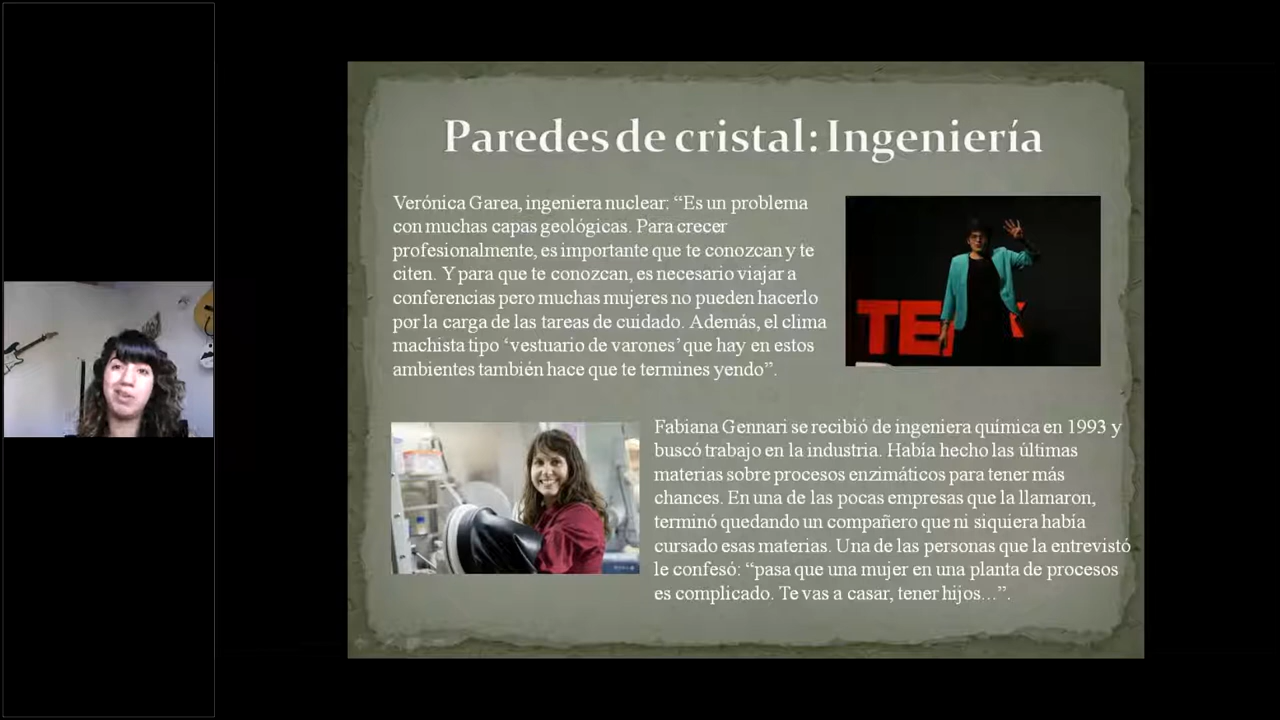 Paredes de cristal: Ingeniería
Verónica Garea, ingeniera nuclear: “Es un problema
con muchas capas geológicas. Para crecer
profesionalmente, es importante que te conozcan y te
citen. Y para que te conozcan, es necesario viajar a
conferencias pero muchas mujeres no pueden hacerlo
por la carga de las tareas de cuidado. Además, el clima
machista tipo ‘vestuario de varones’ que hay en estos
ambientes también hace que te termines yendo”.
Fabiana Gennari se recibió de ingeniera química en 1993 y
buscó trabajo en la industria. Había hecho las últimas
materias sobre procesos enzimáticos para tener más
chances. En una de las pocas empresas que la llamaron,
terminó quedando un compañero que ni siquiera había
cursado esas materias. Una de las personas que la entrevistó
le confesó: “pasa que una mujer en una planta de procesos
es complicado. Te vas a casar, tener hijos…”.